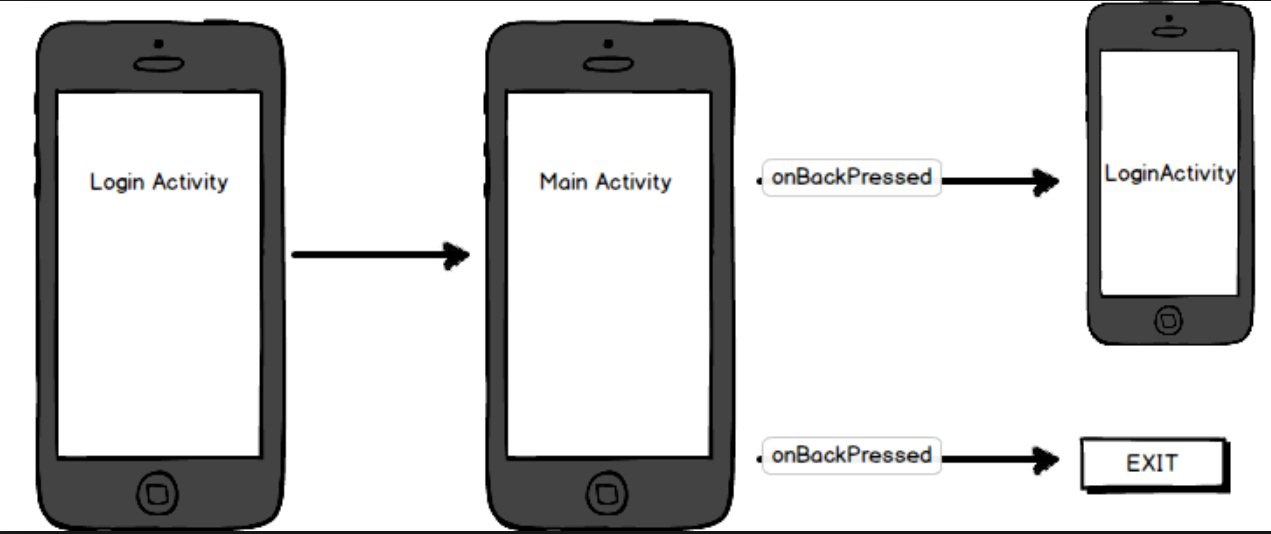 Login Activity
Main Activity
onBackPressed
LoginActivity
onBackPressed
EXIT